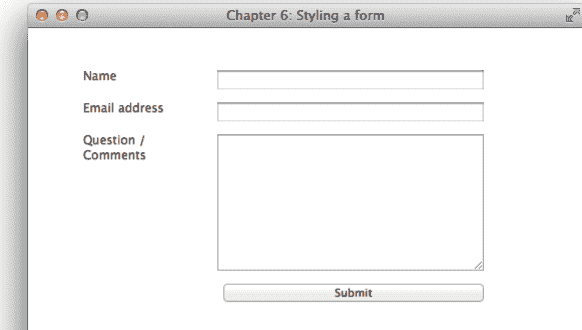 Chapter 6: Styling a form
Name
Email address
Question /
Comments
Submit